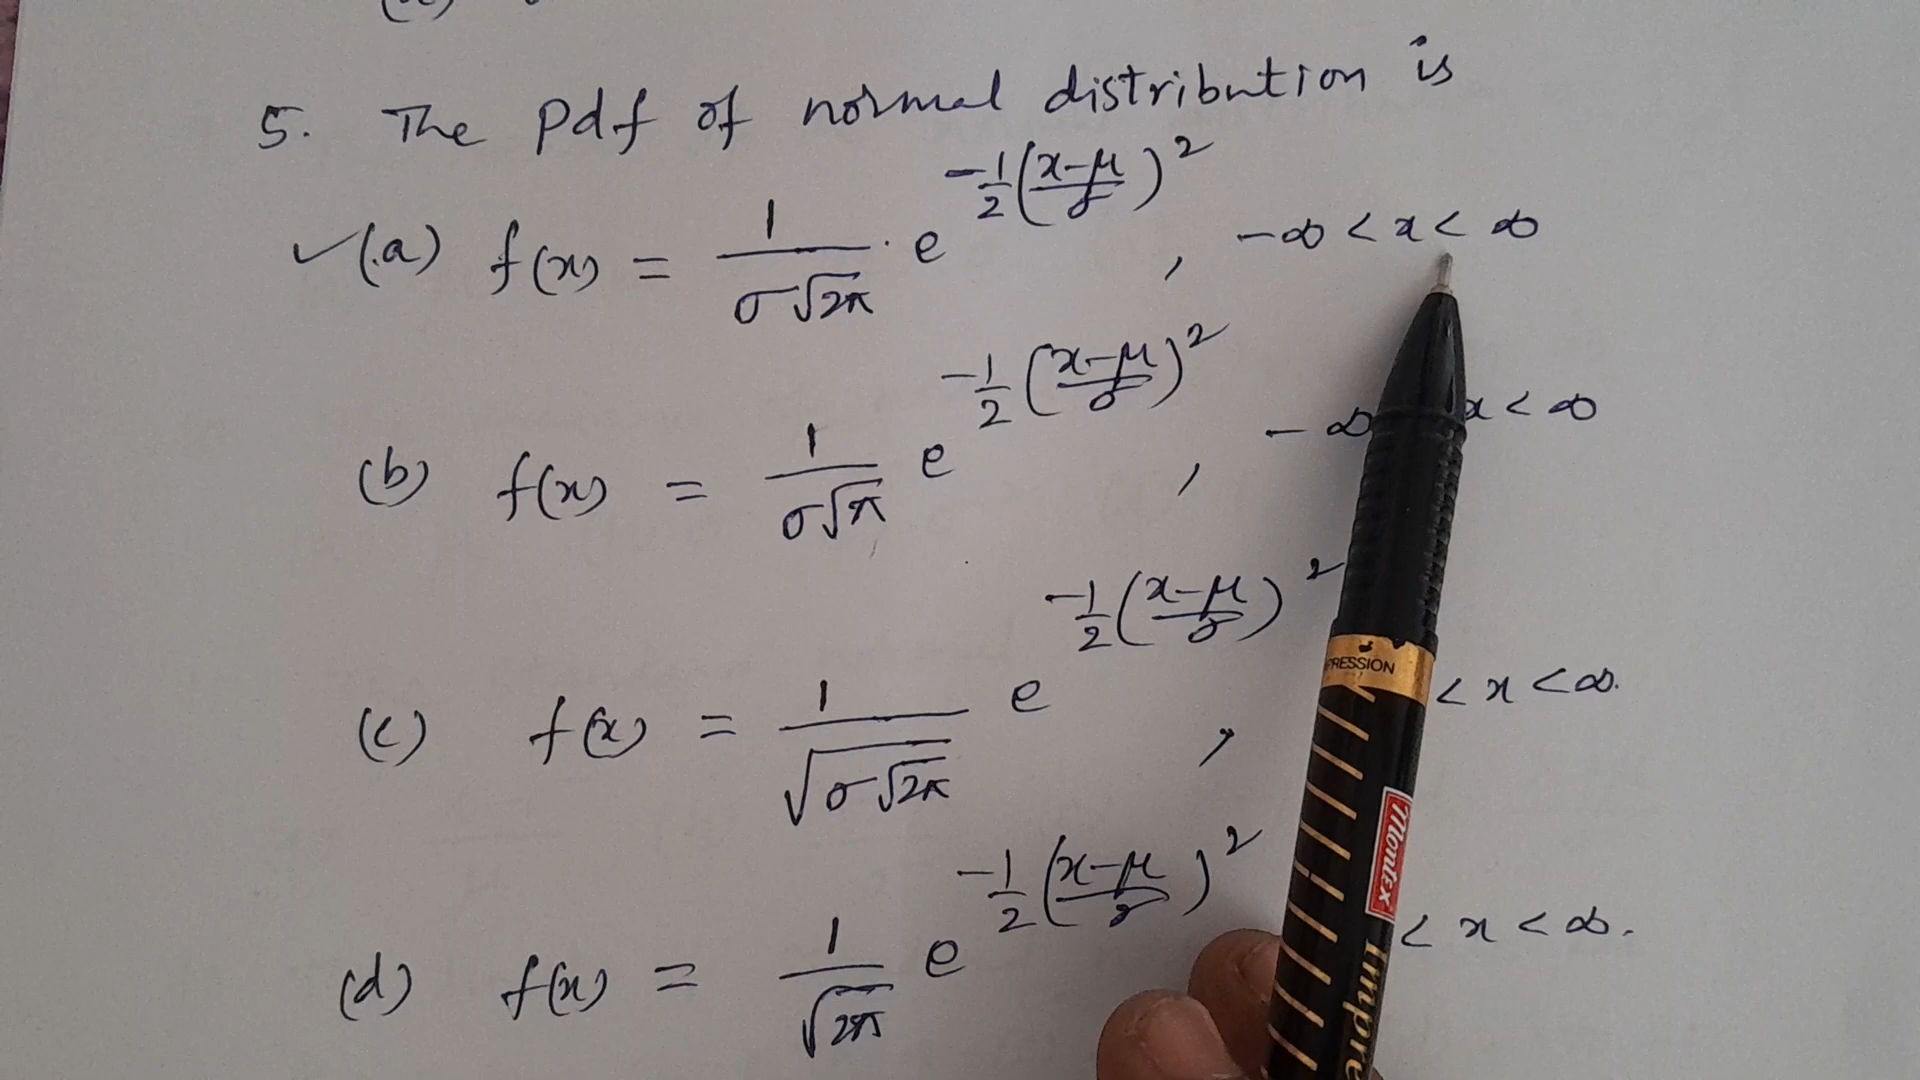 5. The Pdf of normal distribution is
✓(a) f(x) = 1/(σ√2π) · e^(-1/2((x-μ)/σ)^2) , -∞ < x < ∞
(b) f(x) = 1/(σ√π) e^(-1/2((x-μ)/σ)^2) , -∞ x < ∞
(c) f(x) = 1/√(σ√2π) e^(-1/2((x-μ)/σ)^2) , < x < ∞.
(d) f(x) = 1/√2π e^(-1/2((x-μ)/σ)^2) < x < ∞.
PRESSION
Montex
Impre